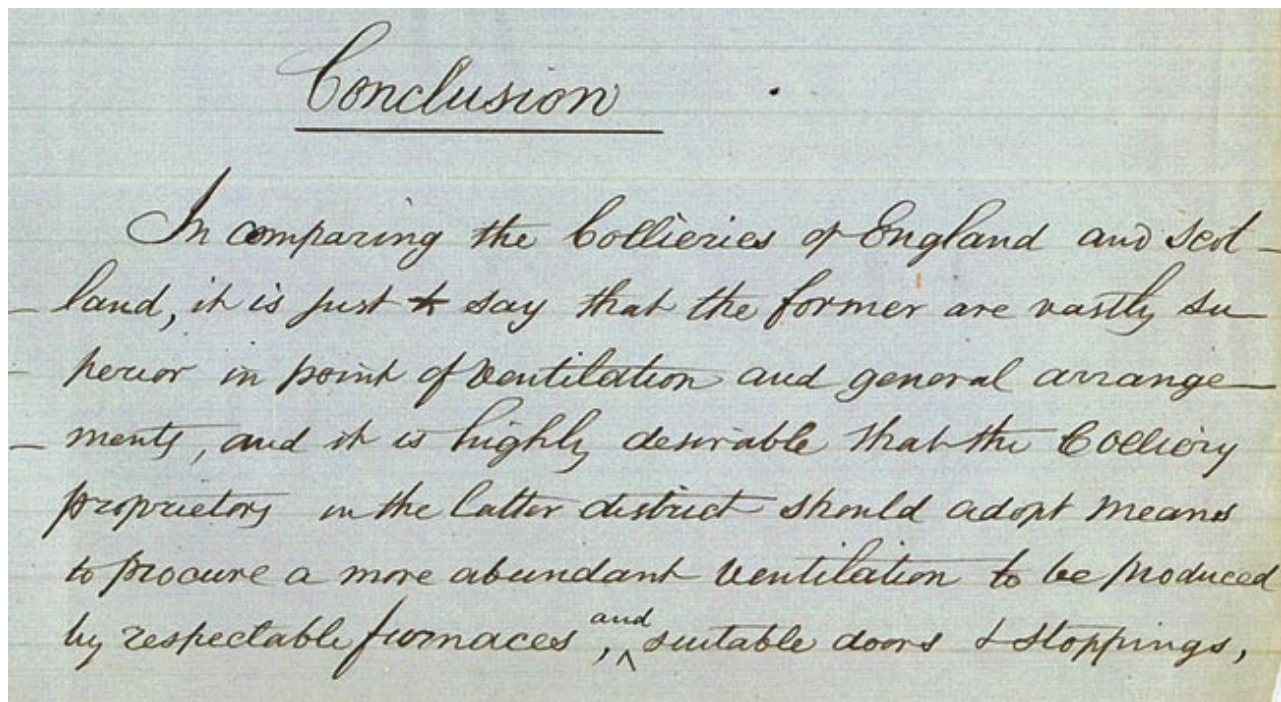 Conclusion
In comparing the Collieries of England and Scot-
- land, it is just to say that the former are vastly su-
- perior in point of ventilation and general arrange-
- ments, and it is highly desirable that the Colliery
proprietors in the latter district should adopt means
to procure a more abundant ventilation to be produced
by respectable furnaces, and suitable doors & stoppings,